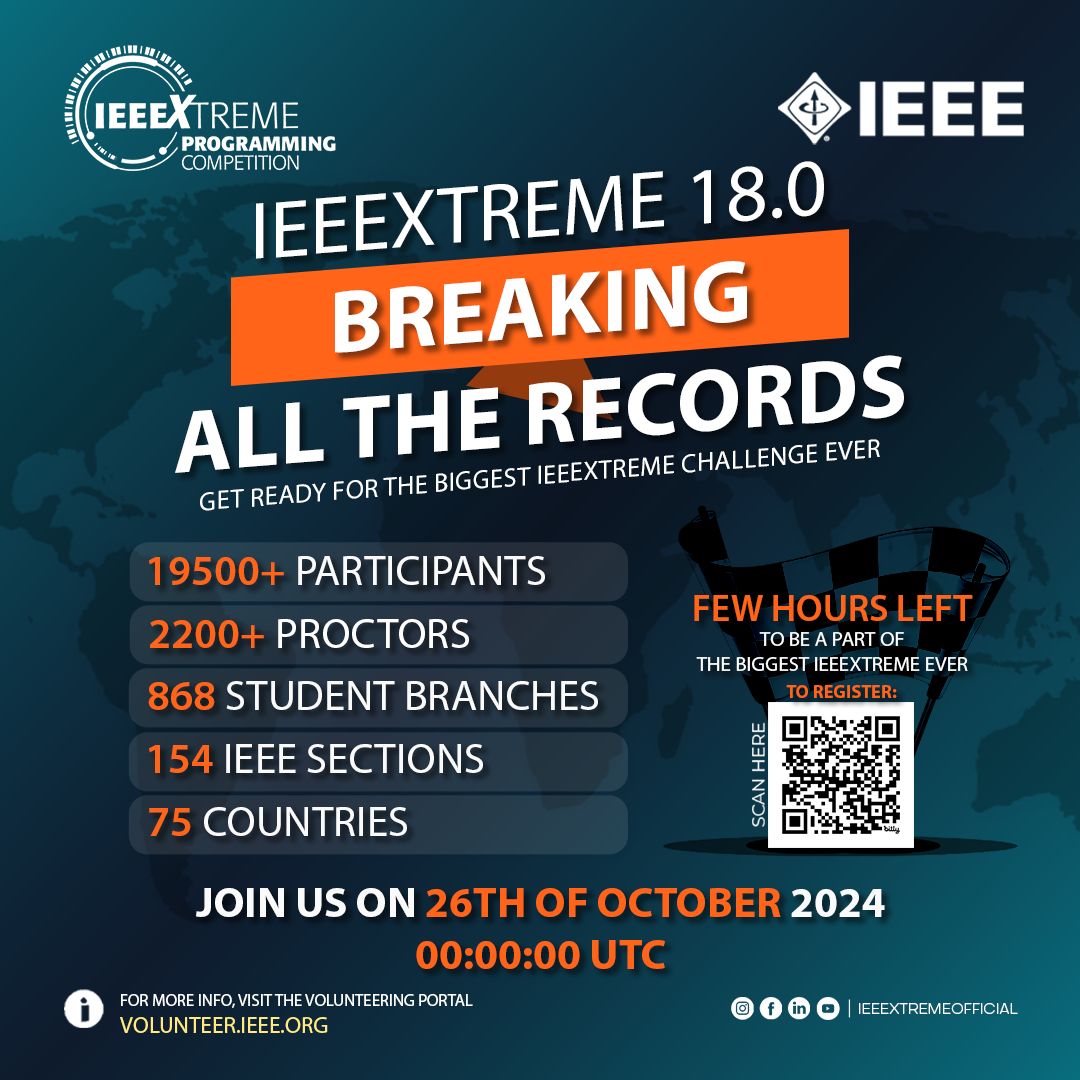 IEEEXTREME
PROGRAMMING
COMPETITION
IEEE
IEEEXTREME 18.0
BREAKING
ALL THE RECORDS
GET READY FOR THE BIGGEST IEEEXTREME CHALLENGE EVER
19500+ PARTICIPANTS
2200+ PROCTORS
868 STUDENT BRANCHES
154 IEEE SECTIONS
75 COUNTRIES
FEW HOURS LEFT
TO BE A PART OF
THE BIGGEST IEEEXTREME EVER
TO REGISTER:
SCAN HERE
bitly
JOIN US ON 26TH OF OCTOBER 2024
00:00:00 UTC
FOR MORE INFO, VISIT THE VOLUNTEERING PORTAL
VOLUNTEER.IEEE.ORG
| IEEEXTREMEOFFICIAL